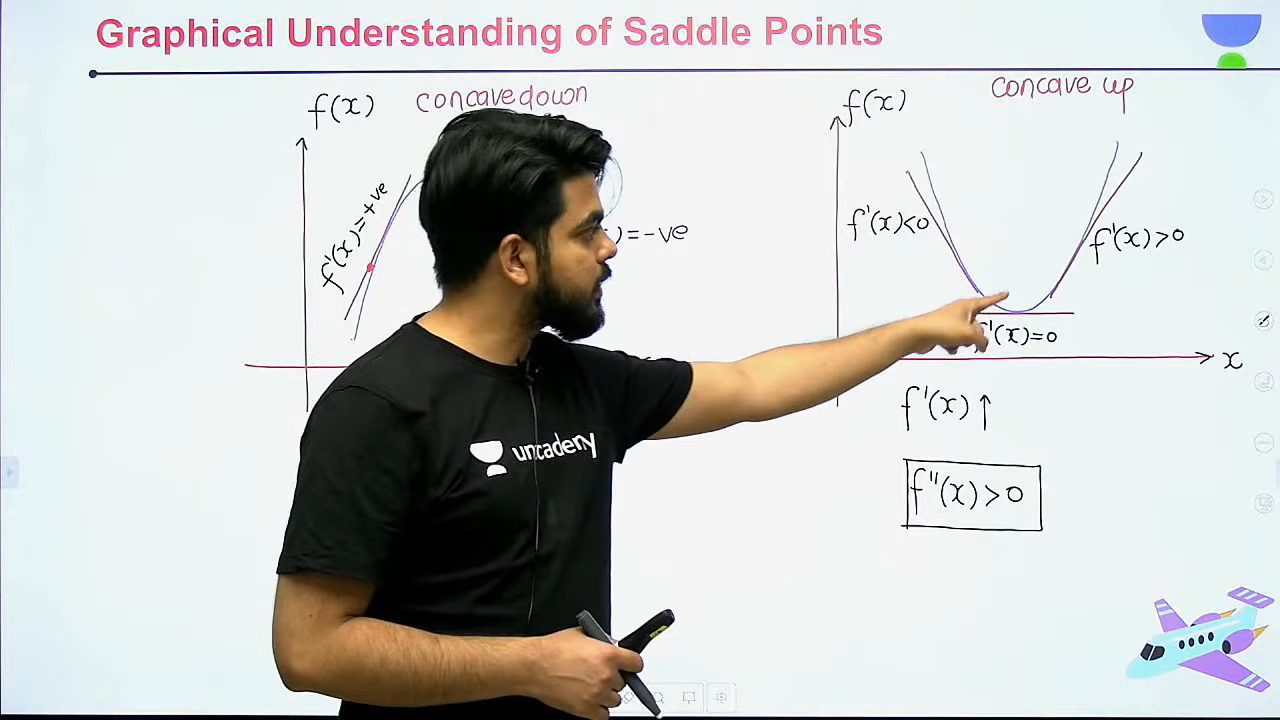 Graphical Understanding of Saddle Points
f(x)
concave down
f'(x)=+ve
)=-ve
f(x)
concave up
f'(x)<0
f'(x)>0
f'(x)=0
x
f'(x)↑
f''(x)>0
unacademy